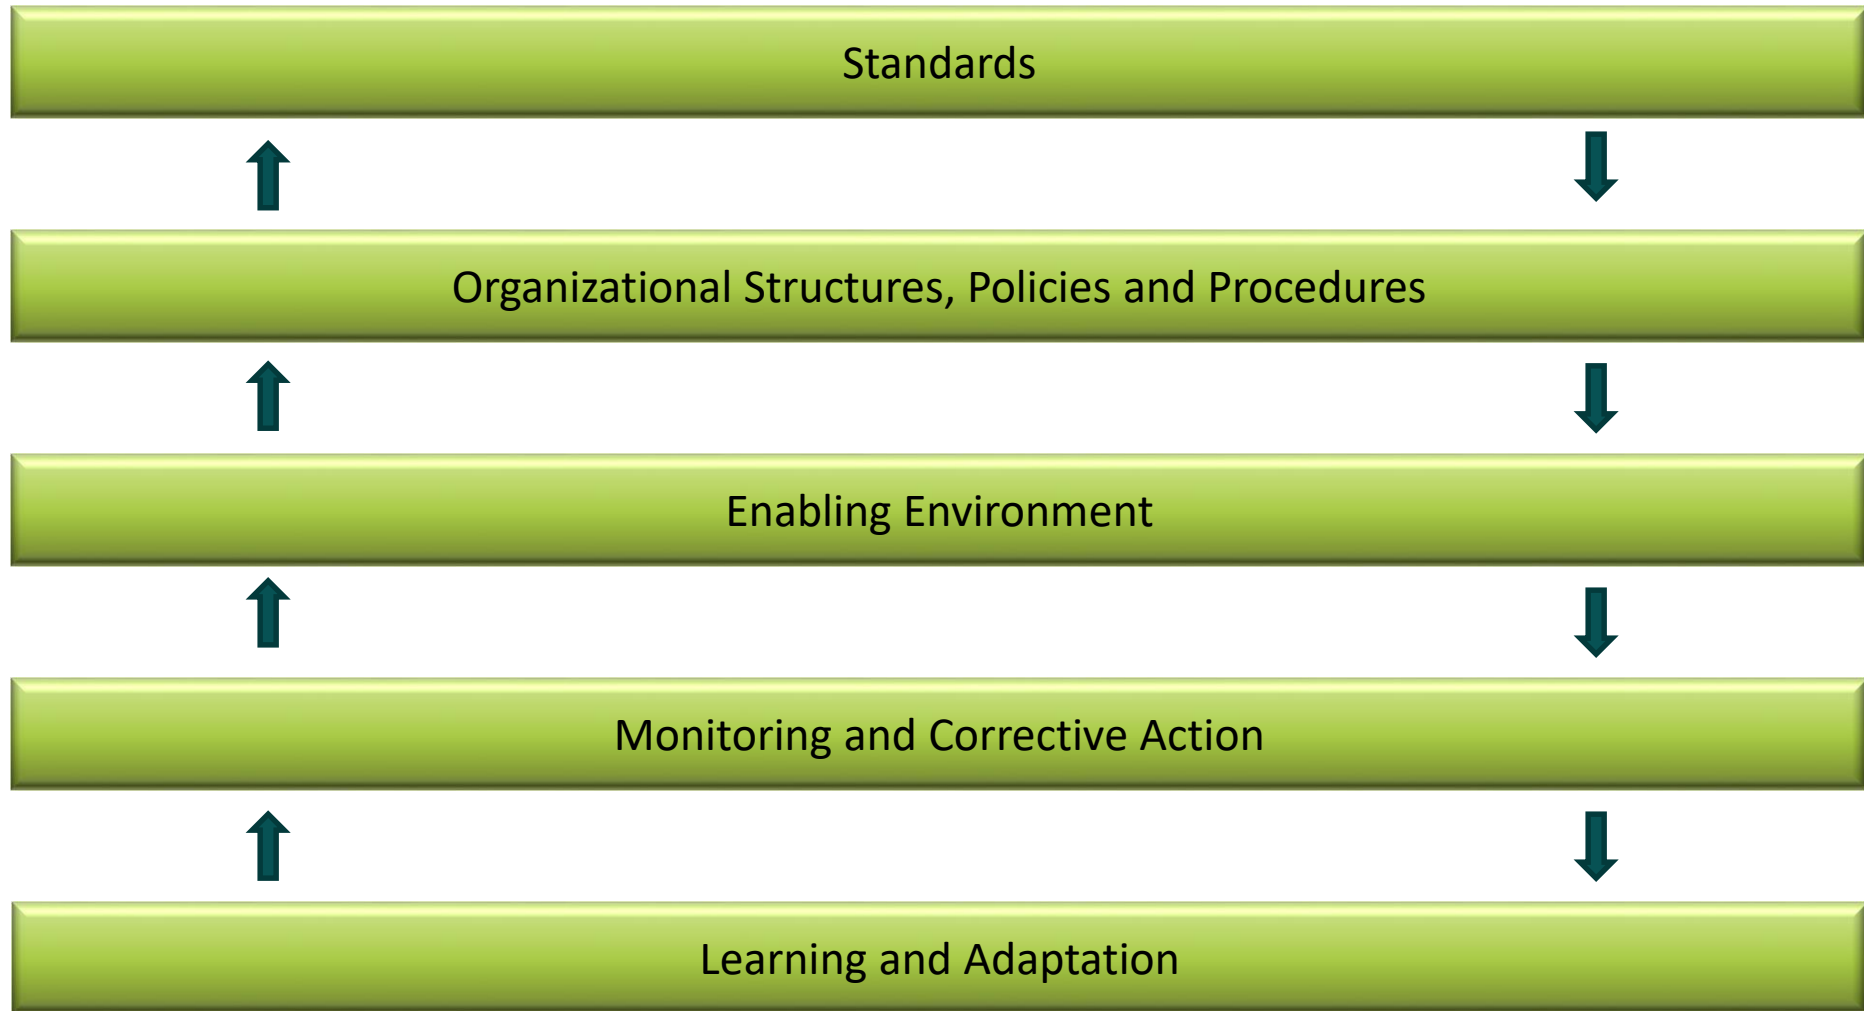 Standards
Organizational Structures, Policies and Procedures
Enabling Environment
Monitoring and Corrective Action
Learning and Adaptation